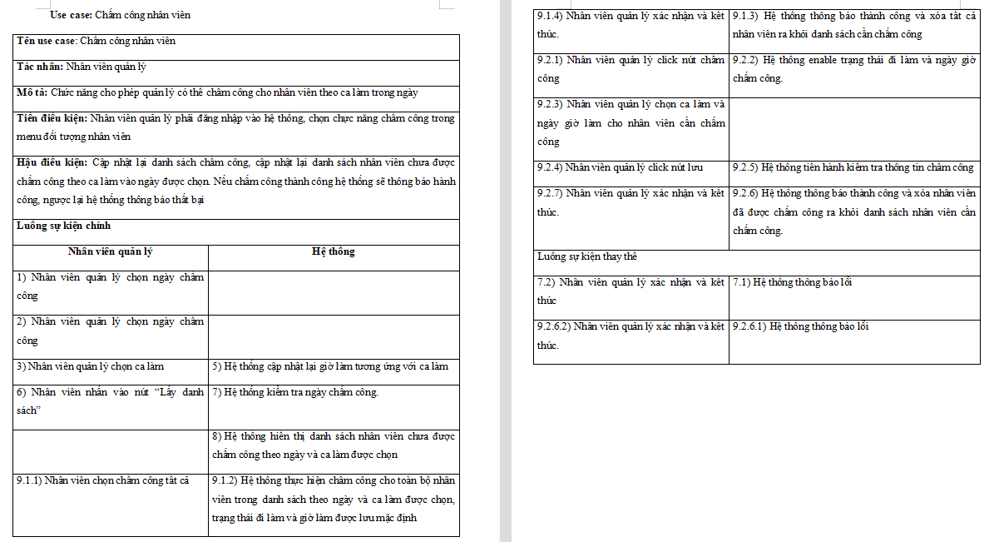 Use case: Chấm công nhân viên
Tên use case: Chấm công nhân viên
Tác nhân: Nhân viên quản lý
Mô tả: Chức năng cho phép quản lý có thể chấm công cho nhân viên theo ca làm trong ngày
Tiền điều kiện: Nhân viên quản lý phải đăng nhập vào hệ thống, chọn chực năng châm công trong
menu đối tượng nhân viên
Hậu điều kiện: Cập nhật lại danh sách chấm công, cập nhật lại danh sách nhân viên chưa được
chấm công theo ca làm vào ngày được chọn. Nếu chấm công thành công hệ thống sẽ thông báo hành
công, ngược lại hệ thống thông báo thất bại
Luồng sự kiện chính
Nhân viên quản lý Hệ thống
1) Nhân viên quản lý chọn ngày chấm
công
2) Nhân viên quản lý chọn ngày chấm
công
3) Nhân viên quản lý chọn ca làm 5) Hệ thống cập nhật lại giờ làm tương ứng với ca làm
6) Nhân viên nhấn vào nút “Lấy danh 7) Hệ thống kiểm tra ngày chấm công.
sách”
8) Hệ thống hiển thị danh sách nhân viên chưa được
chấm công theo ngày và ca làm được chọn
9.1.1) Nhân viên chọn chấm công tất cả 9.1.2) Hệ thống thực hiện chấm công cho toàn bộ nhân
viên trong danh sách theo ngày và ca làm được chọn,
trạng thái đi làm và giờ làm được lưu mặc định
9.1.4) Nhân viên quản lý xác nhận và kết 9.1.3) Hệ thống thông báo thành công và xóa tất cả
thúc. nhân viên ra khỏi danh sách cần chấm công
9.2.1) Nhân viên quản lý click nút chấm 9.2.2) Hệ thống enable trạng thái đi làm và ngày giờ
công chấm công.
9.2.3) Nhân viên quản lý chọn ca làm và
ngày giờ làm cho nhân viên cần chấm
công
9.2.4) Nhân viên quản lý click nút lưu 9.2.5) Hệ thống tiến hành kiểm tra thông tin chấm công
9.2.7) Nhân viên quản lý xác nhận và kết 9.2.6) Hệ thống thông báo thành công và xóa nhân viên
thúc. đã được chấm công ra khỏi danh sách nhân viên cần
chấm công.
Luồng sự kiện thay thế
7.2) Nhân viên quản lý xác nhận và kết 7.1) Hệ thống thông báo lỗi
thúc
9.2.6.2) Nhân viên quản lý xác nhận và kết 9.2.6.1) Hệ thống thông báo lỗi
thúc.